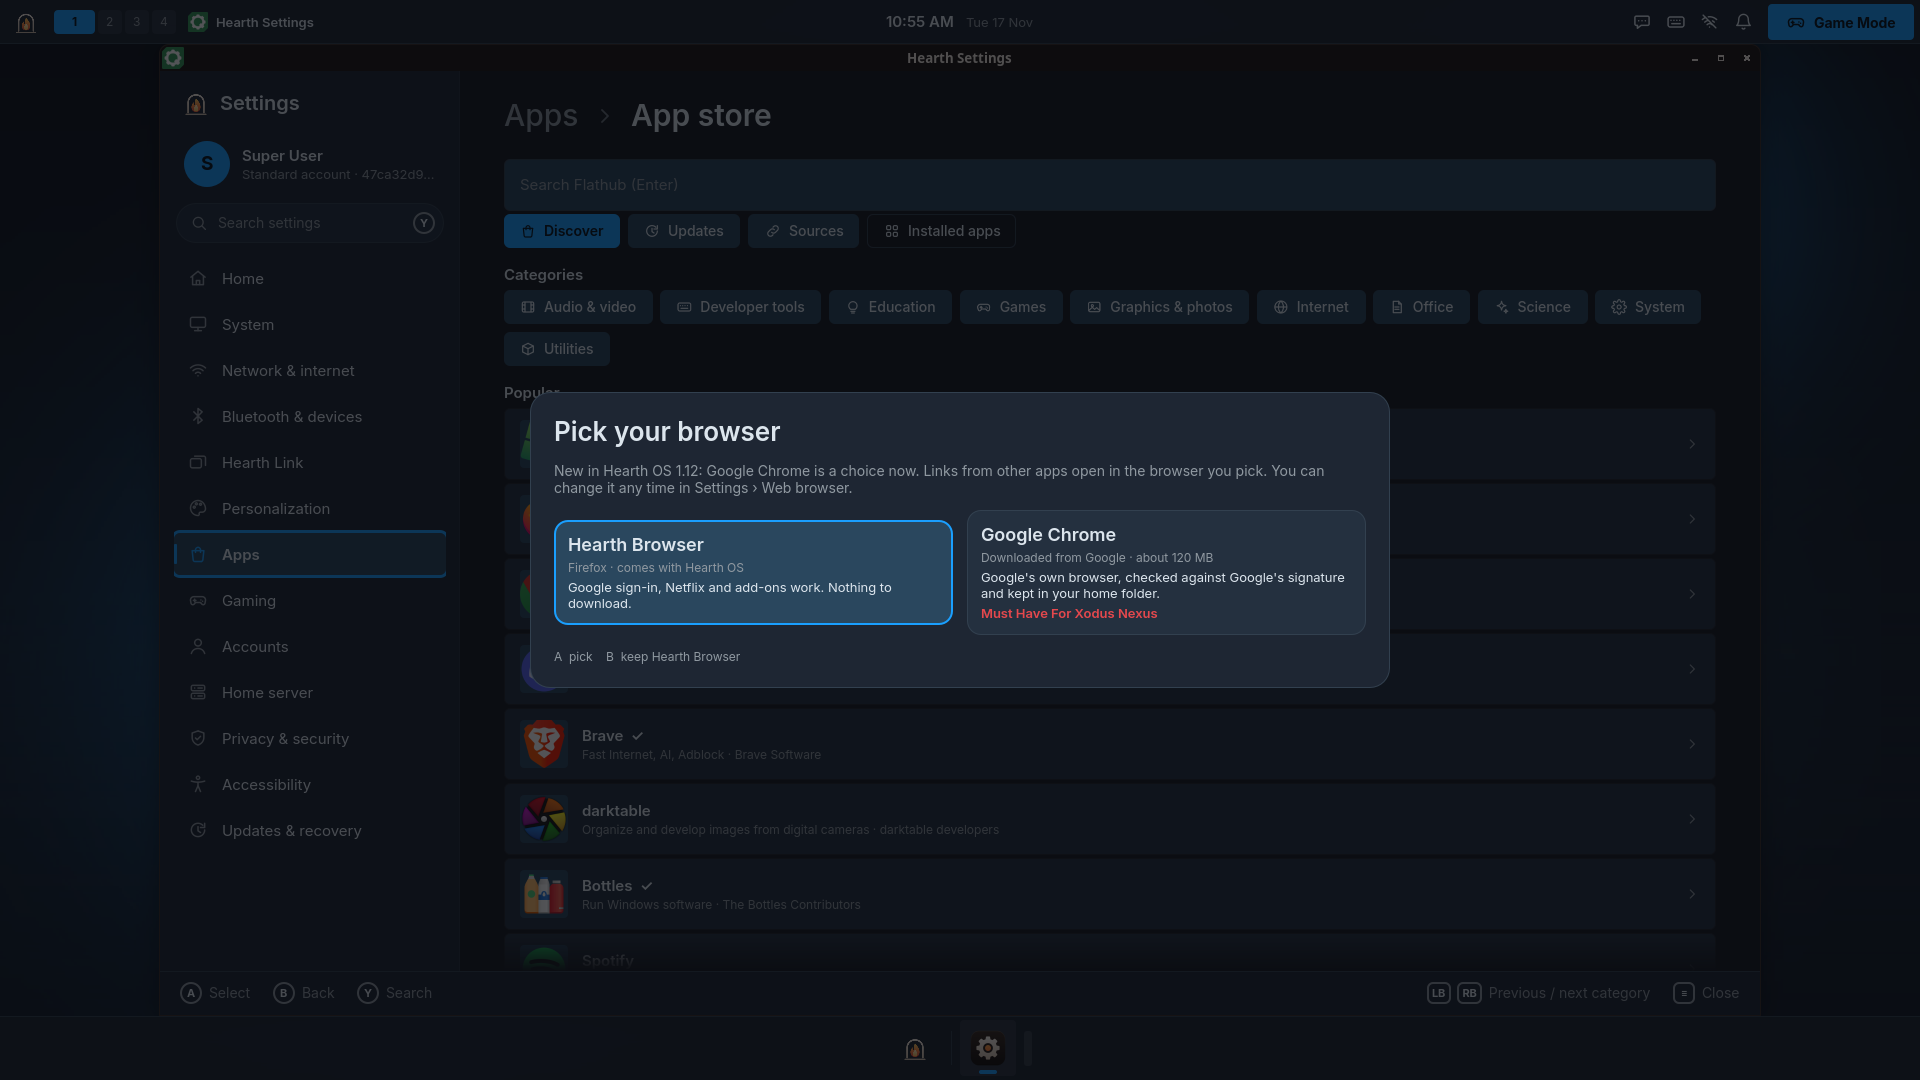 1 2 3 4 Hearth Settings
10:55 AM Tue 17 Nov
Game Mode
Hearth Settings
Settings
S
Super User
Standard account · 47ca32d9...
Search settings Y
Home
System
Network & internet
Bluetooth & devices
Hearth Link
Personalization
Apps
Gaming
Accounts
Home server
Privacy & security
Accessibility
Updates & recovery
Apps › App store
Search Flathub (Enter)
Discover Updates Sources Installed apps
Categories
Audio & video Developer tools Education Games Graphics & photos Internet Office Science System
Utilities
Popular
Pick your browser
New in Hearth OS 1.12: Google Chrome is a choice now. Links from other apps open in the browser you pick. You can
change it any time in Settings › Web browser.
Hearth Browser
Firefox · comes with Hearth OS
Google sign-in, Netflix and add-ons work. Nothing to
download.
Google Chrome
Downloaded from Google · about 120 MB
Google's own browser, checked against Google's signature
and kept in your home folder.
Must Have For Xodus Nexus
A pick B keep Hearth Browser
Brave
Fast Internet, AI, Adblock · Brave Software
darktable
Organize and develop images from digital cameras · darktable developers
Bottles
Run Windows software · The Bottles Contributors
Spotify
A Select B Back Y Search
LB RB Previous / next category Close